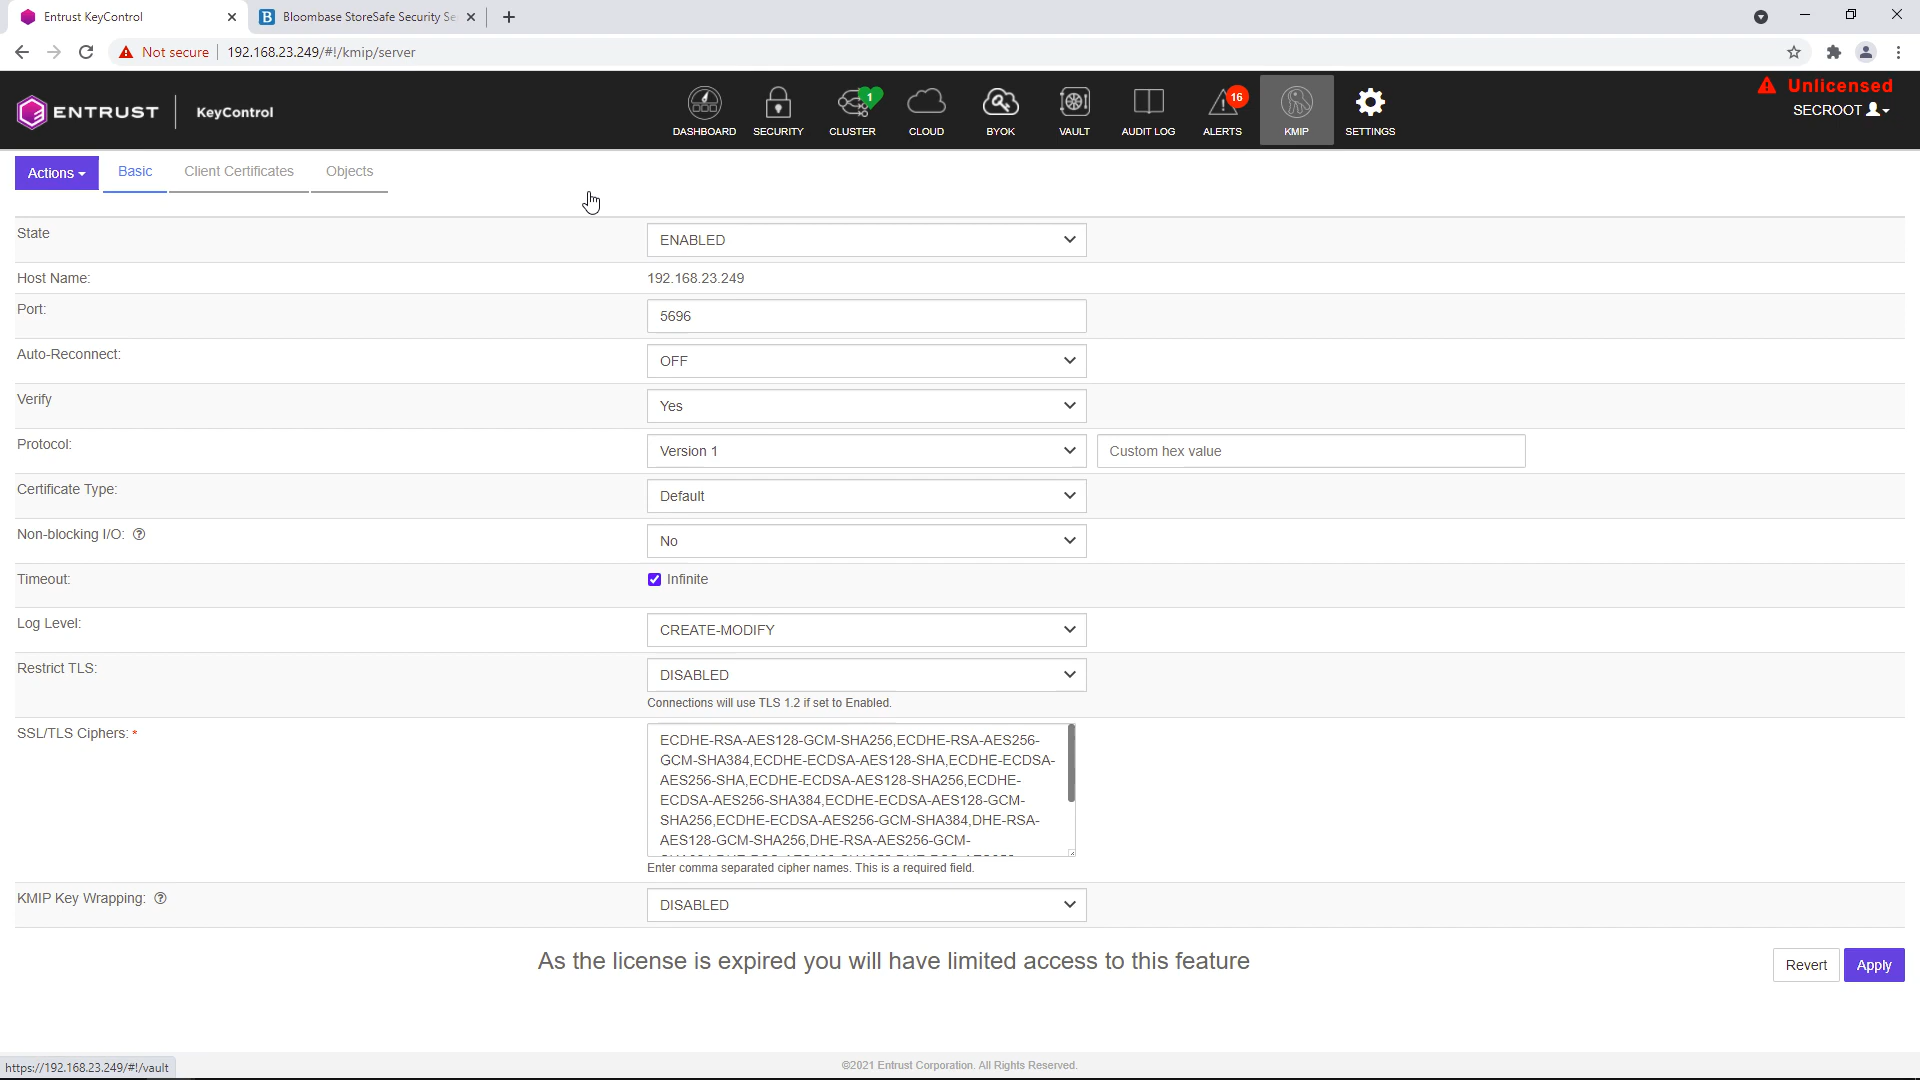 Entrust KeyControl
Bloombase StoreSafe Security Se
Not secure
192.168.23.249/#!/kmip/server
ENTRUST
KeyControl
DASHBOARD
SECURITY
1
CLUSTER
CLOUD
BYOK
VAULT
AUDIT LOG
16
ALERTS
KMIP
SETTINGS
Unlicensed
SECROOT
Actions
Basic
Client Certificates
Objects
State
ENABLED
Host Name:
192.168.23.249
Port:
5696
Auto-Reconnect:
OFF
Verify
Yes
Protocol:
Version 1
Custom hex value
Certificate Type:
Default
Non-blocking I/O:
No
Timeout:
Infinite
Log Level:
CREATE-MODIFY
Restrict TLS:
DISABLED
Connections will use TLS 1.2 if set to Enabled.
SSL/TLS Ciphers: *
ECDHE-RSA-AES128-GCM-SHA256,ECDHE-RSA-AES256-
GCM-SHA384,ECDHE-ECDSA-AES128-SHA,ECDHE-ECDSA-
AES256-SHA,ECDHE-ECDSA-AES128-SHA256,ECDHE-
ECDSA-AES256-SHA384,ECDHE-ECDSA-AES128-GCM-
SHA256,ECDHE-ECDSA-AES256-GCM-SHA384,DHE-RSA-
AES128-GCM-SHA256,DHE-RSA-AES256-GCM-
Enter comma separated cipher names. This is a required field.
KMIP Key Wrapping:
DISABLED
As the license is expired you will have limited access to this feature
Revert
Apply
https://192.168.23.249/#!/vault
©2021 Entrust Corporation. All Rights Reserved.